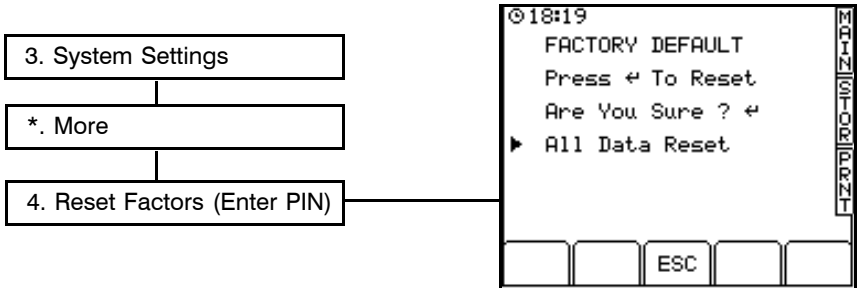 3. System Settings
*. More
4. Reset Factors (Enter PIN)
18:19
FACTORY DEFAULT
Press ↵ To Reset
Are You Sure ? ↵
All Data Reset
ESC
MAIN
STOR
PRNT